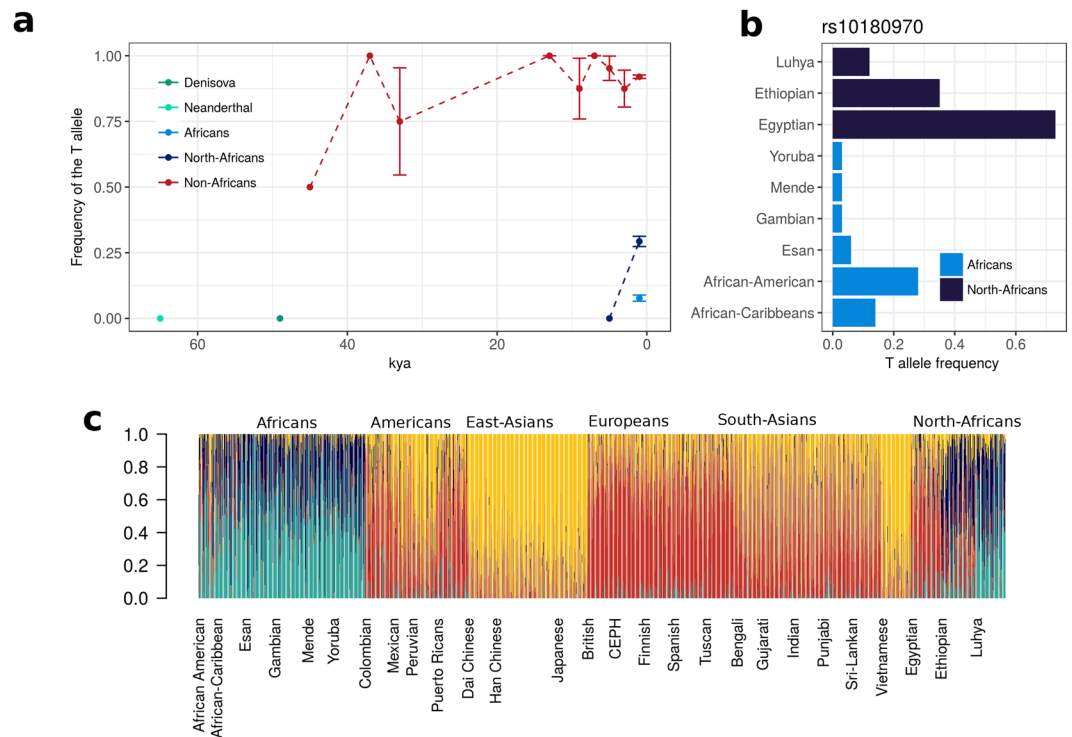 a
Frequency of the T allele
1.00
0.75
0.50
0.25
0.00
Denisova
Neanderthal
Africans
North-Africans
Non-Africans
60
40
20
0
kya
b
rs10180970
Luhya
Ethiopian
Egyptian
Yoruba
Mende
Gambian
Esan
African-American
African-Caribbeans
Africans
North-Africans
0.0
0.2
0.4
0.6
T allele frequency
c
Africans
Americans
East-Asians
Europeans
South-Asians
North-Africans
1.0
0.8
0.6
0.4
0.2
0.0
African American
African-Caribbean
Esan
Gambian
Mende
Yoruba
Colombian
Mexican
Peruvian
Puerto Ricans
Dai Chinese
Han Chinese
Japanese
British
CEPH
Finnish
Spanish
Tuscan
Bengali
Gujarati
Indian
Punjabi
Sri-Lankan
Vietnamese
Egyptian
Ethiopian
Luhya